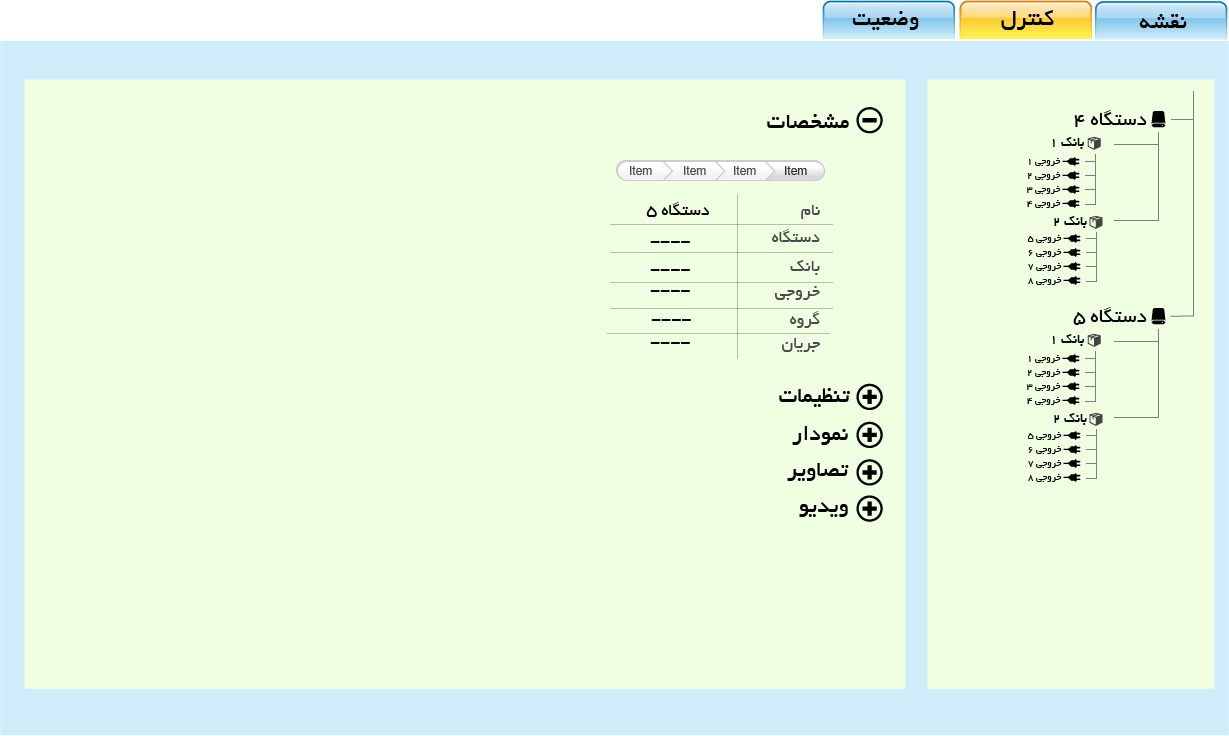 نقشه
کنترل
وضعیت
دستگاه ۴
بانک ۱
خروجی ۱
خروجی ۲
خروجی ۳
خروجی ۴
بانک ۲
خروجی ۵
خروجی ۶
خروجی ۷
خروجی ۸
دستگاه ۵
بانک ۱
خروجی ۱
خروجی ۲
خروجی ۳
خروجی ۴
بانک ۲
خروجی ۵
خروجی ۶
خروجی ۷
خروجی ۸
مشخصات
Item Item Item Item
نام دستگاه ۵
دستگاه ----
بانک ----
خروجی ----
گروه ----
جریان ----
تنظیمات
نمودار
تصاویر
ویدیو